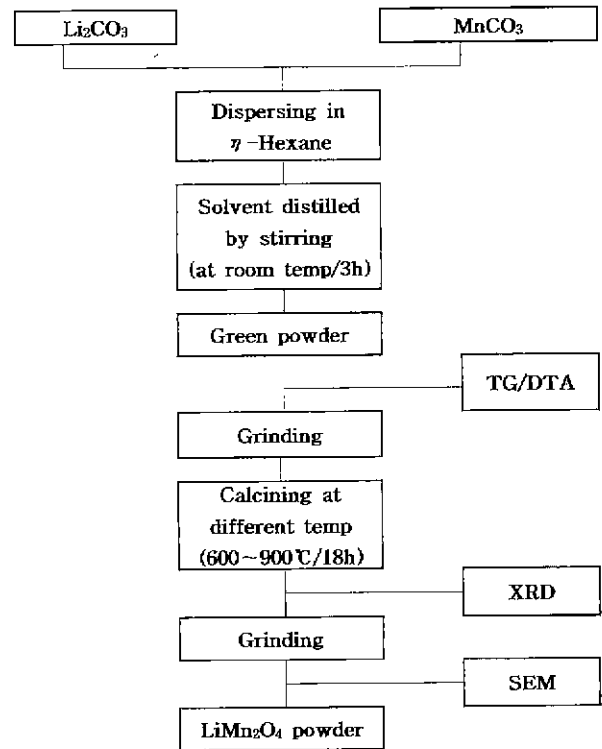 Li₂CO₃
MnCO₃
Dispersing in
η-Hexane
Solvent distilled
by stirring
(at room temp/3h)
Green powder
TG/DTA
Grinding
Calcining at
different temp
(600~900℃/18h)
XRD
Grinding
SEM
LiMn₂O₄ powder